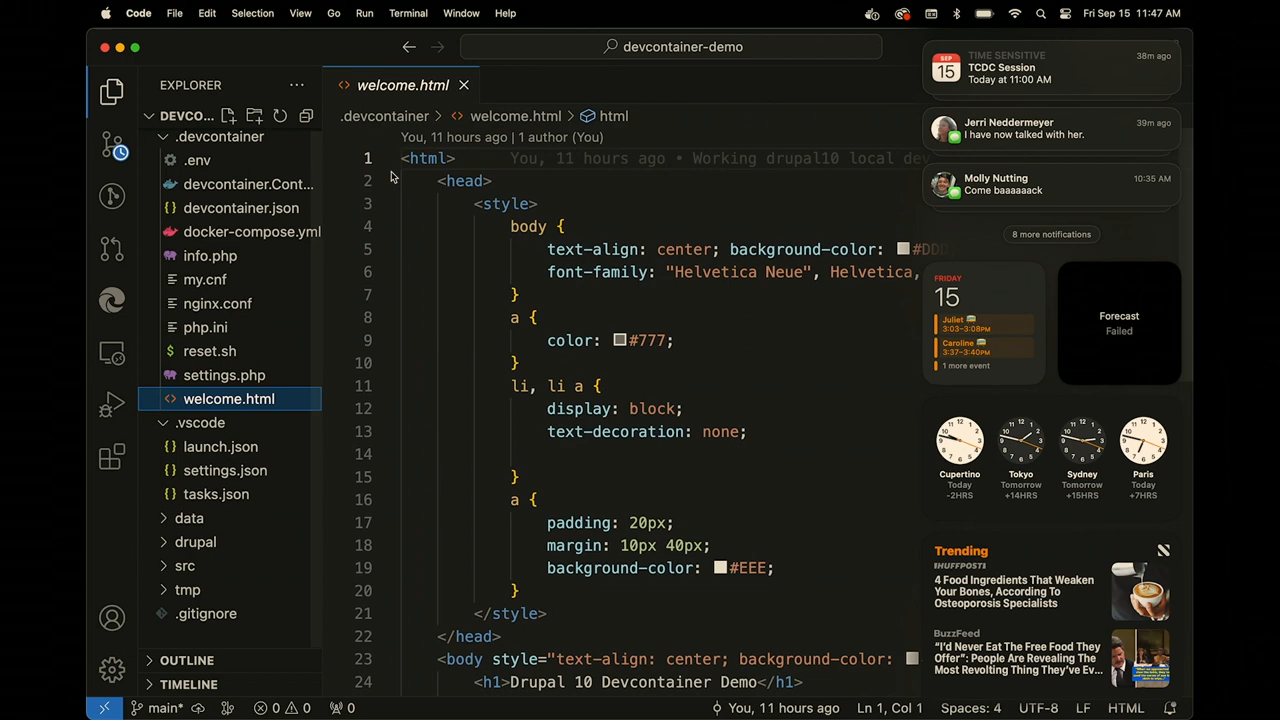 Code File Edit Selection View Go Run Terminal Window Help Fri Sep 15 11:47 AM
devcontainer-demo
EXPLORER
DEVCO...
.devcontainer
.env
devcontainer.Cont...
devcontainer.json
docker-compose.yml
info.php
my.cnf
nginx.conf
php.ini
reset.sh
settings.php
welcome.html
.vscode
launch.json
settings.json
tasks.json
data
drupal
src
tmp
.gitignore
OUTLINE
TIMELINE
welcome.html
.devcontainer welcome.html html
You, 11 hours ago | 1 author (You)
1 <html> You, 11 hours ago • Working drupal10 local dev
2 <head>
3 <style>
4 body {
5 text-align: center; background-color: #DDD
6 font-family: "Helvetica Neue", Helvetica,
7 }
8 a {
9 color: #777;
10 }
11 li, li a {
12 display: block;
13 text-decoration: none;
14
15 }
16 a {
17 padding: 20px;
18 margin: 10px 40px;
19 background-color: #EEE;
20 }
21 </style>
22 </head>
23 <body style="text-align: center; background-color:
24 <h1>Drupal 10 Devcontainer Demo</h1>
SEP
15
TIME SENSITIVE 38m ago
TCDC Session
Today at 11:00 AM
Jerri Neddermeyer 39m ago
I have now talked with her.
Molly Nutting 10:35 AM
Come baaaaaack
8 more notifications
FRIDAY
15
Juliet
3:03–3:08PM
Caroline
3:37–3:40PM
1 more event
Forecast
Failed
Cupertino Tokyo Sydney Paris
Today Tomorrow Tomorrow Today
-2HRS +14HRS +15HRS +7HRS
Trending
IHUFFPOSTI
4 Food Ingredients That Weaken
Your Bones, According To
Osteoporosis Specialists
BuzzFeed
“I’d Never Eat The Free Food They
Offer”: People Are Revealing The
Most Revolting Thing They’ve Ev...
main* 0 0 0 You, 11 hours ago Ln 1, Col 1 Spaces: 4 UTF-8 LF HTML